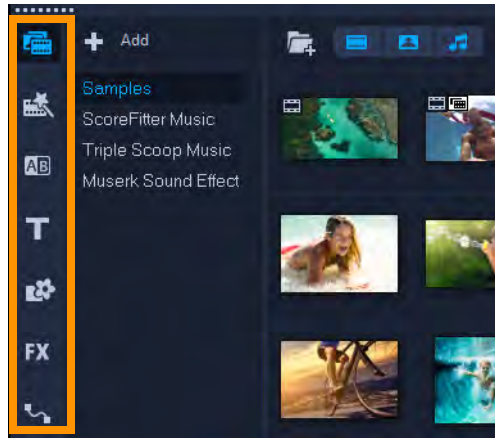 Add
Samples
ScoreFitter Music
Triple Scoop Music
Muserk Sound Effect
AB
T
FX